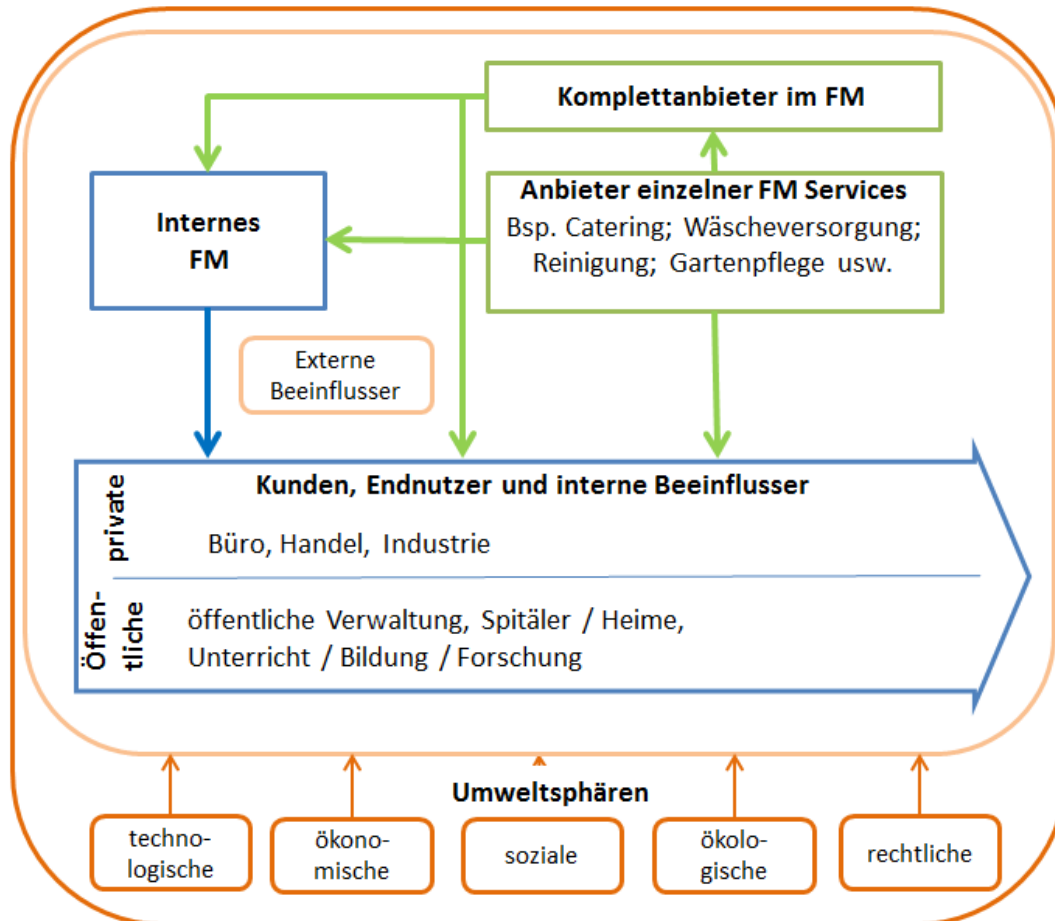 Komplettanbieter im FM
Internes
FM
Anbieter einzelner FM Services
Bsp. Catering; Wäscheversorgung;
Reinigung; Gartenpflege usw.
Externe
Beeinflusser
private
Kunden, Endnutzer und interne Beeinflusser
Büro, Handel, Industrie
Öffen-
tliche
öffentliche Verwaltung, Spitäler / Heime,
Unterricht / Bildung / Forschung
Umweltsphären
techno-
logische
ökono-
mische
soziale
ökolo-
gische
rechtliche